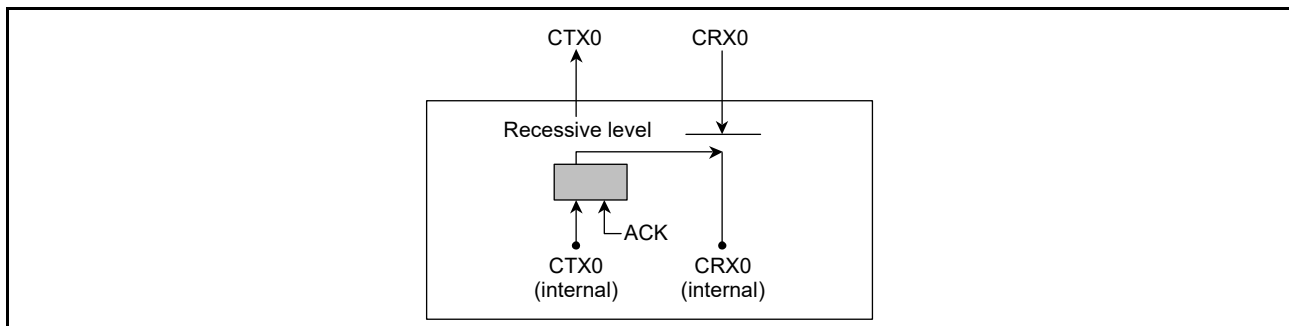 CTX0 CRX0
Recessive level
ACK
CTX0 CRX0
(internal) (internal)